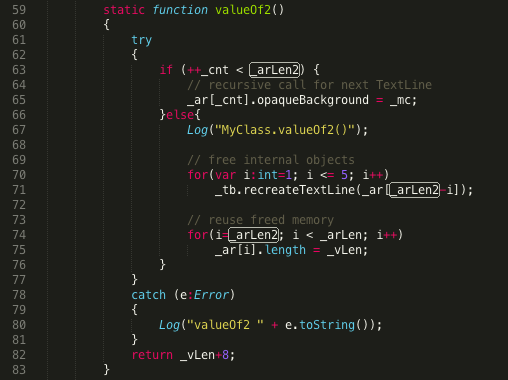 59 static function valueOf2()
60 {
61 try
62 {
63 if (++_cnt < _arLen2) {
64 // recursive call for next TextLine
65 _ar[_cnt].opaqueBackground = _mc;
66 }else{
67 Log("MyClass.valueOf2()");
68
69 // free internal objects
70 for(var i:int=1; i <= 5; i++)
71 _tb.recreateTextLine(_ar[_arLen2-i]);
72
73 // reuse freed memory
74 for(i=_arLen2; i < _arLen; i++)
75 _ar[i].length = _vLen;
76 }
77 }
78 catch (e:Error)
79 {
80 Log("valueOf2 " + e.toString());
81 }
82 return _vLen+8;
83 }